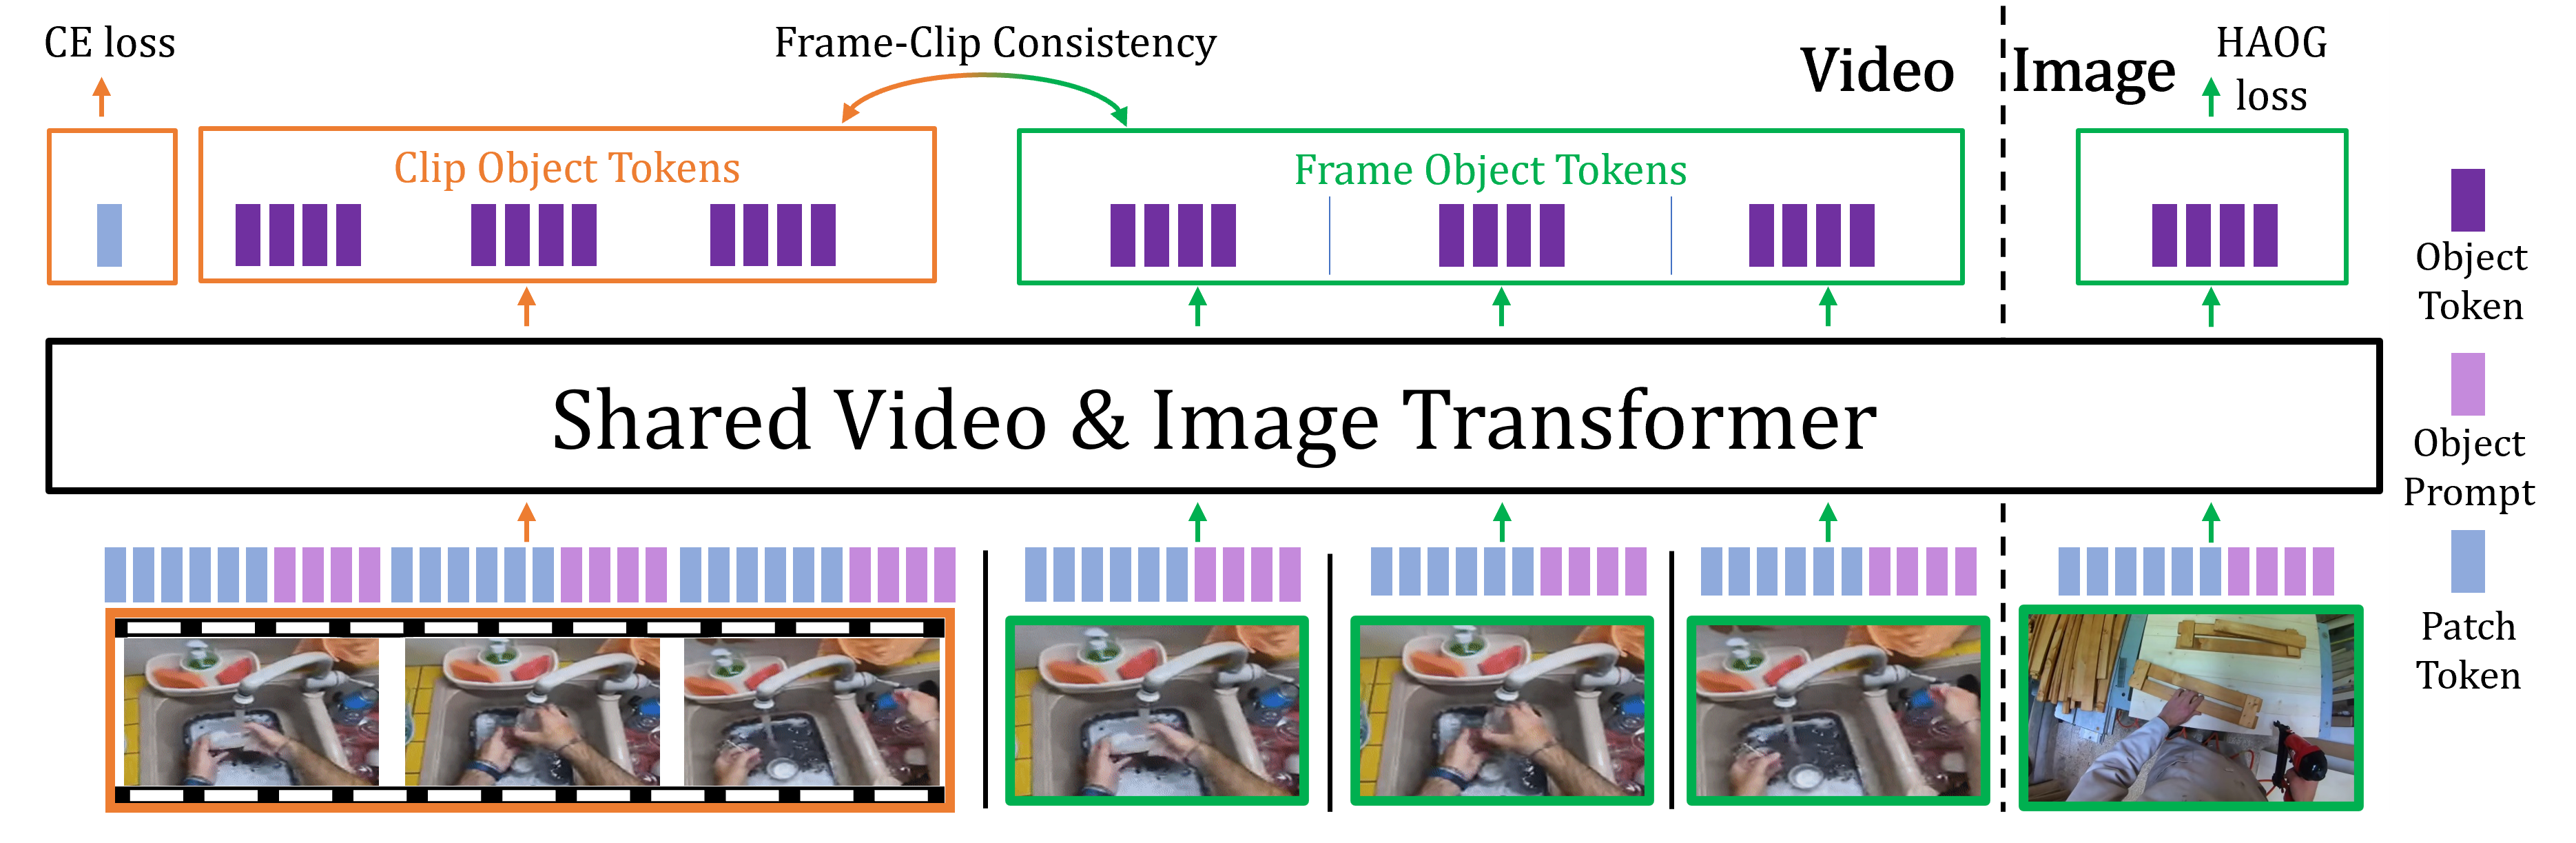 CE loss
Frame-Clip Consistency
Video
Image
HAOG
loss
Clip Object Tokens
Frame Object Tokens
Object
Token
Shared Video & Image Transformer
Object
Prompt
Patch
Token